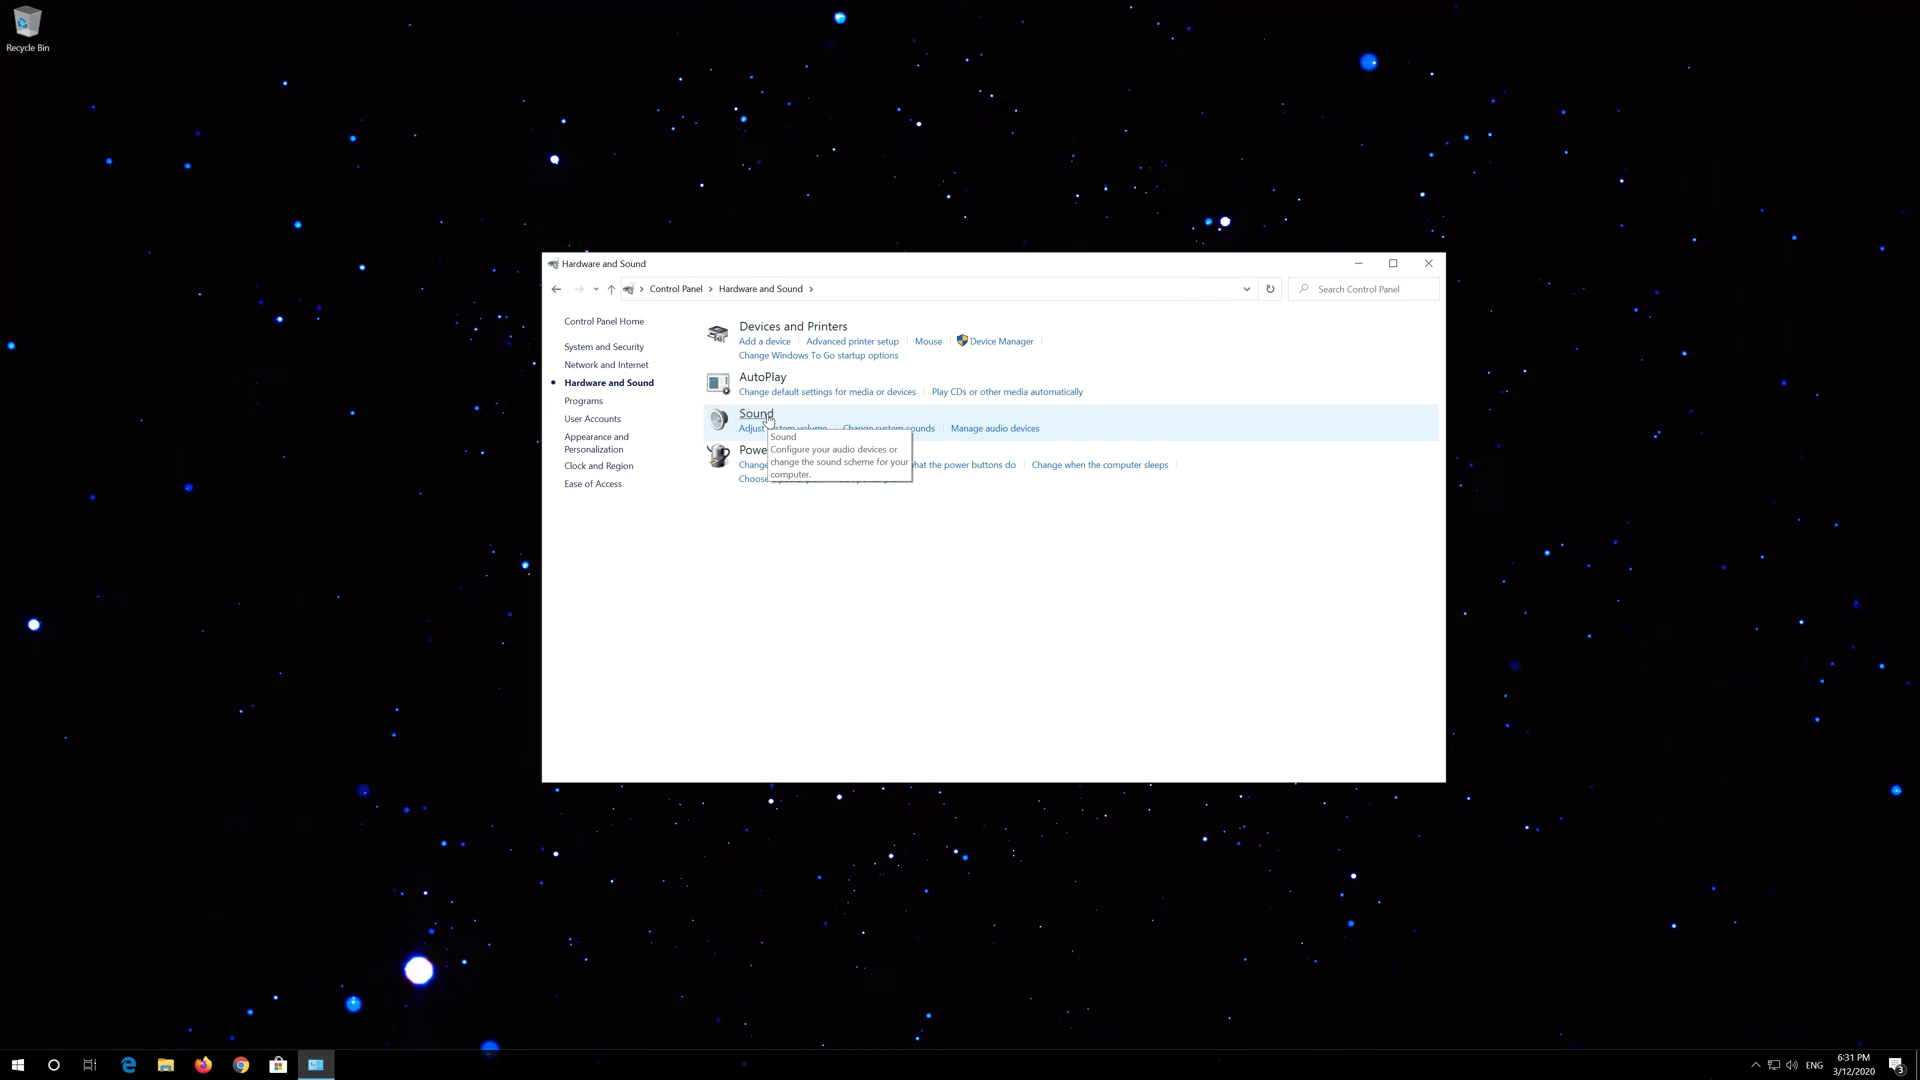 Recycle Bin
Hardware and Sound
Control Panel > Hardware and Sound >
Search Control Panel
Control Panel Home
System and Security
Network and Internet
Hardware and Sound
Programs
User Accounts
Appearance and
Personalization
Clock and Region
Ease of Access
Devices and Printers
Add a device
Advanced printer setup
Mouse
Device Manager
Change Windows To Go startup options
AutoPlay
Change default settings for media or devices
Play CDs or other media automatically
Sound
Adjust system volume
Change system sounds
Manage audio devices
Sound
Configure your audio devices or
change the sound scheme for your
computer.
Powe
Change
what the power buttons do
Change when the computer sleeps
Choose
ENG
6:31 PM
3/12/2020
3